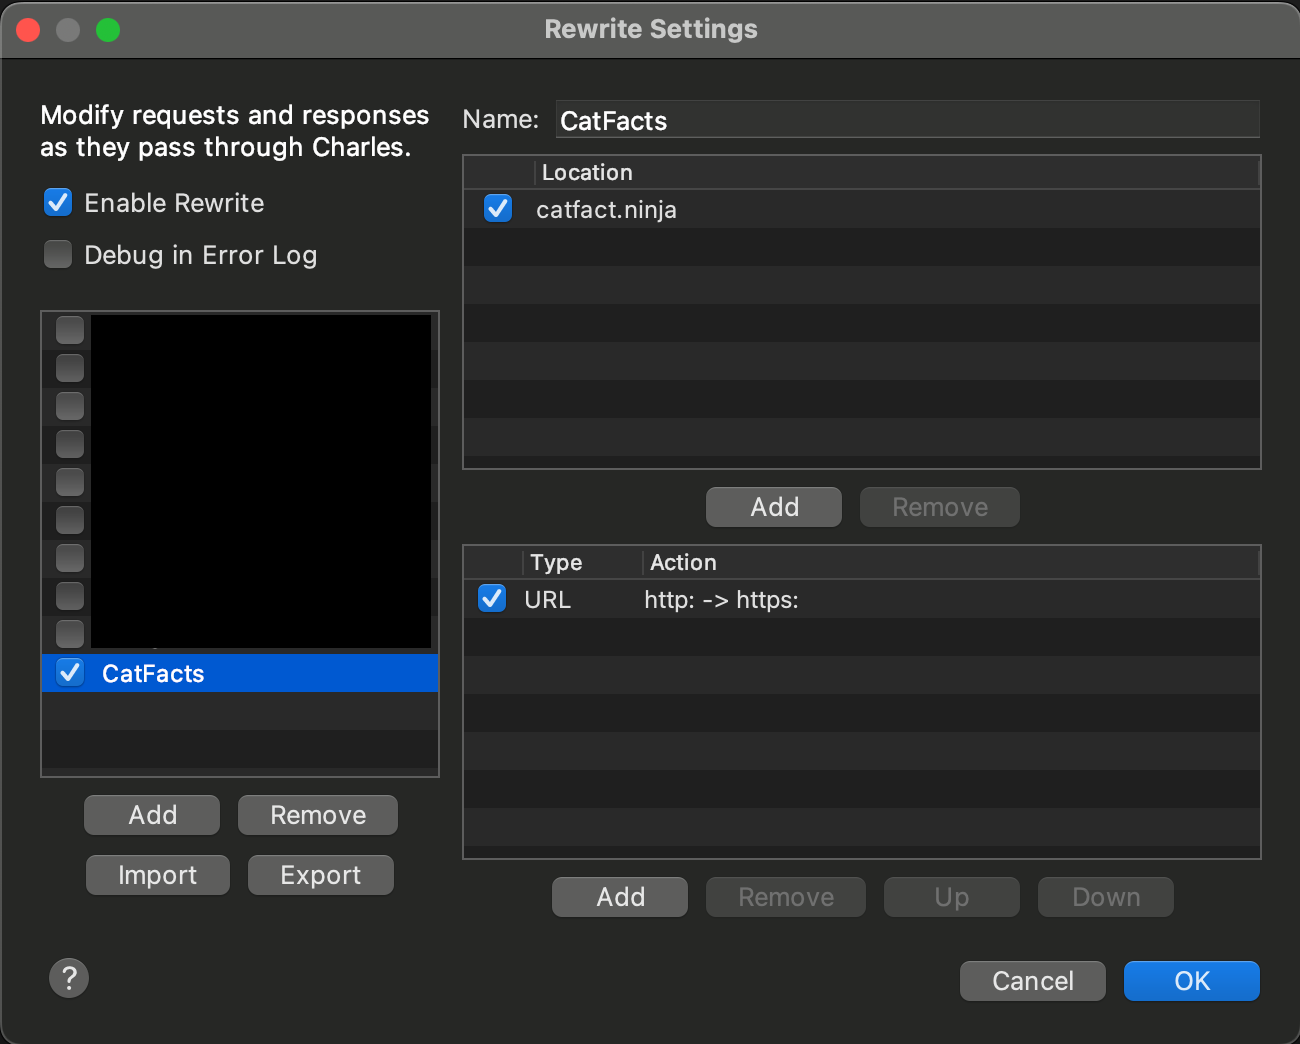 Rewrite Settings
Modify requests and responses
as they pass through Charles.
Enable Rewrite
Debug in Error Log
CatFacts
Add
Remove
Import
Export
?
Name: CatFacts
Location
catfact.ninja
Add
Remove
Type Action
URL http: -> https:
Add
Remove
Up
Down
Cancel
OK